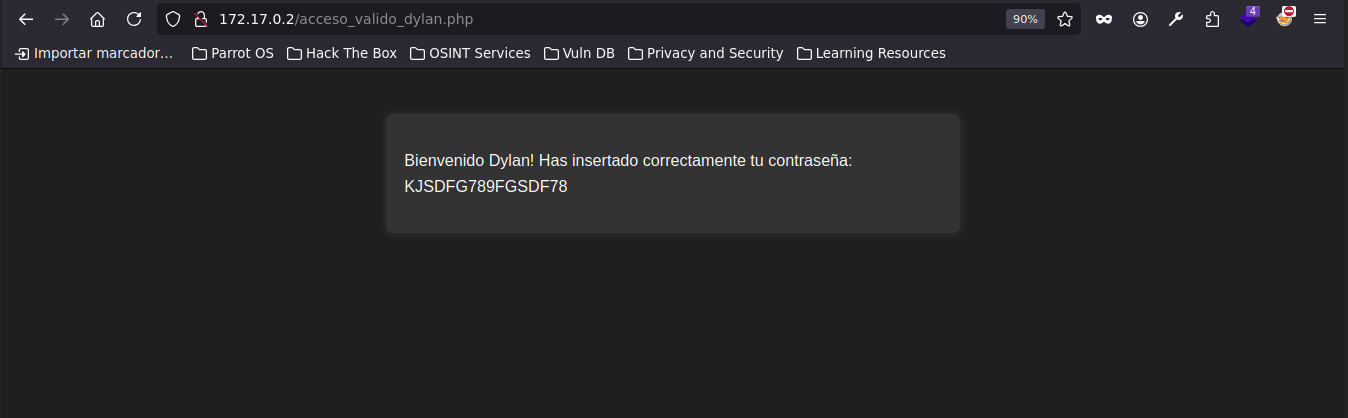 172.17.0.2/acceso_valido_dylan.php
90%
4
Importar marcador...
Parrot OS
Hack The Box
OSINT Services
Vuln DB
Privacy and Security
Learning Resources
Bienvenido Dylan! Has insertado correctamente tu contraseña:
KJSDFG789FGSDF78